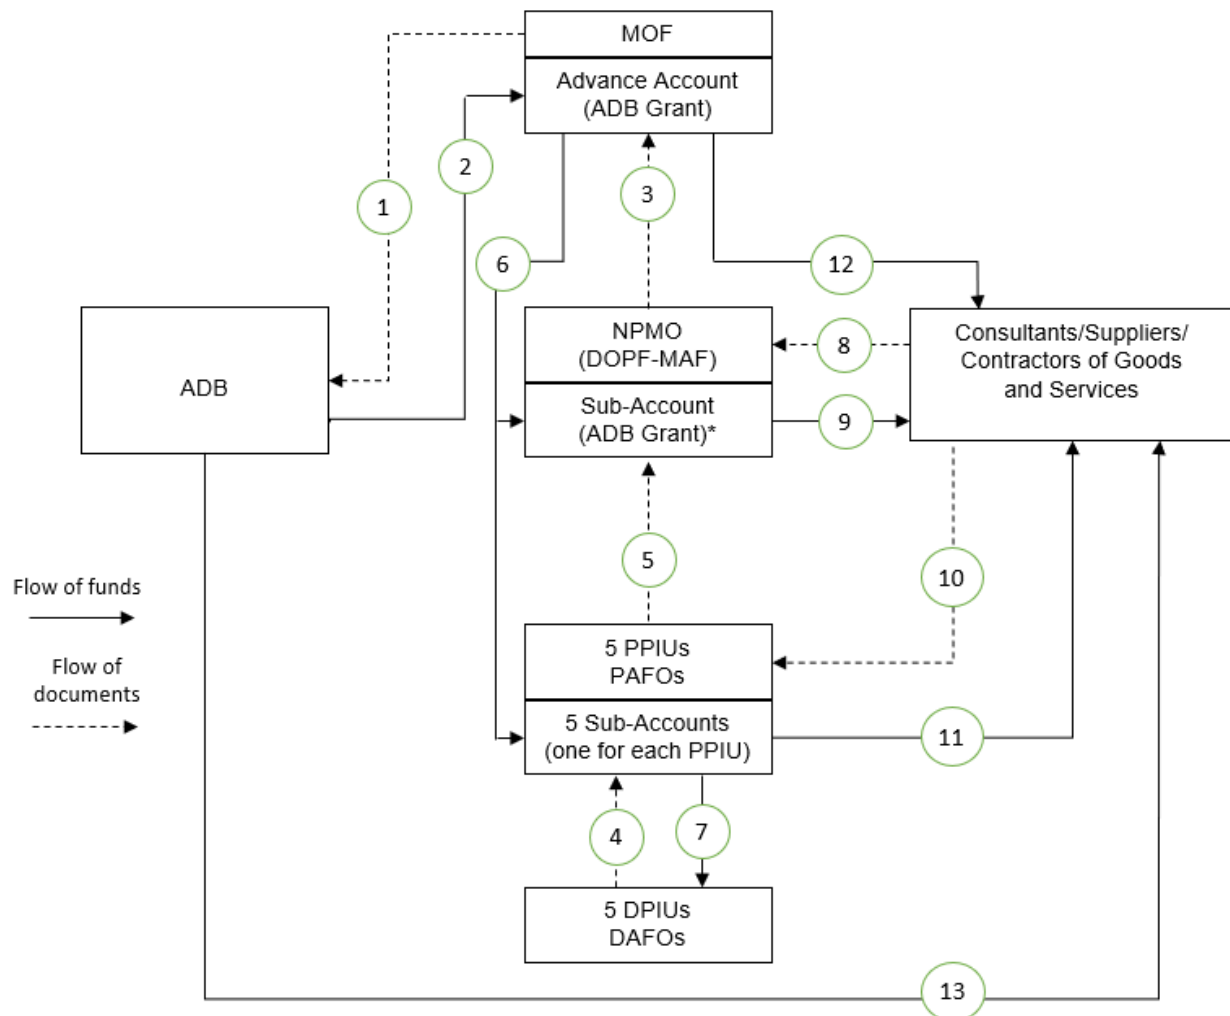 MOF
Advance Account
(ADB Grant)
2
3
1
6
12
NPMO
(DOPF-MAF)
8
Consultants/Suppliers/
Contractors of Goods
and Services
ADB
Sub-Account
(ADB Grant)*
9
5
10
Flow of funds
Flow of
documents
5 PPIUs
PAFOs
5 Sub-Accounts
(one for each PPIU)
11
4
7
5 DPIUs
DAFOs
13